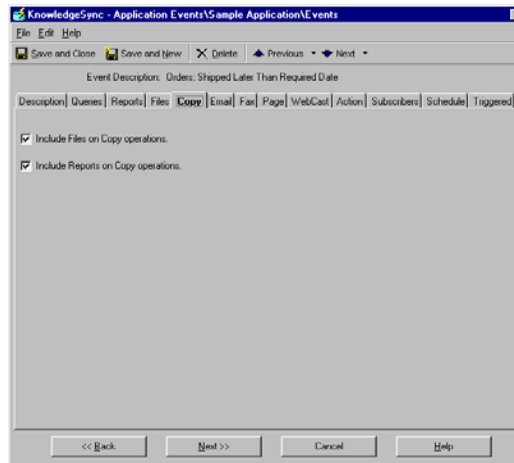 KnowledgeSync - Application Events\Sample Application\Events
File Edit Help
Save and Close Save and New Delete Previous Next
Event Description: Orders: Shipped Later Than Required Date
Description Queries Reports Files Copy Email Fax Page WebCast Action Subscribers Schedule Triggered
Include Files on Copy operations.
Include Reports on Copy operations.
<< Back Next >> Cancel Help